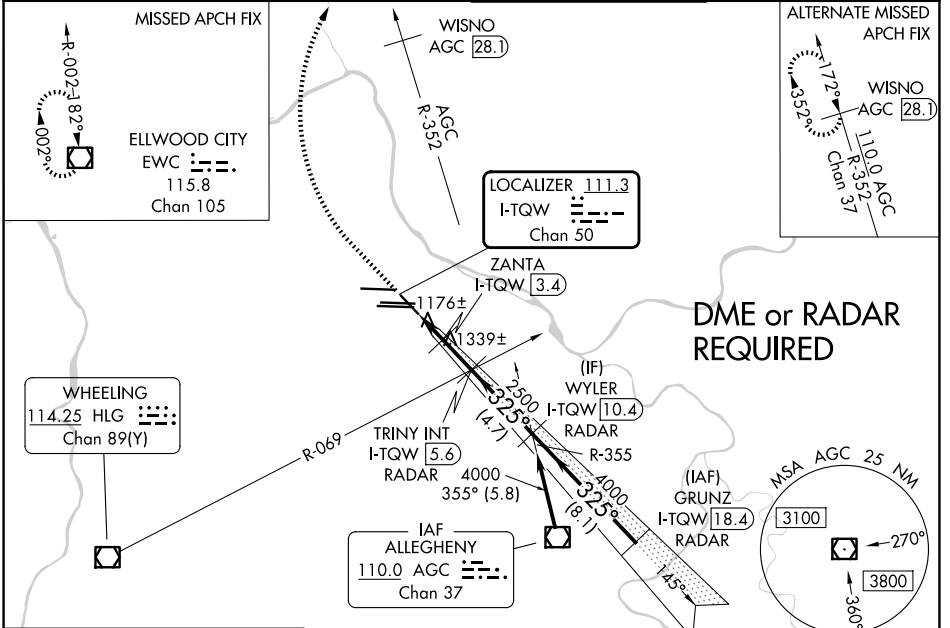 MISSED APCH FIX
R-002
182°
002°
ELLWOOD CITY
EWC
115.8
Chan 105
WISNO
AGC 28.1
AGC
R-352
ALTERNATE MISSED
APCH FIX
172°
352°
WISNO
AGC 28.1
110.0 AGC
R-352
Chan 37
LOCALIZER 111.3
I-TQW
Chan 50
ZANTA
I-TQW 3.4
1176±
1339±
DME or RADAR
REQUIRED
WHEELING
114.25 HLG
Chan 89(Y)
R-069
TRINY INT
I-TQW 5.6
RADAR
2500
325°
(4.7)
(IF)
WYLER
I-TQW 10.4
RADAR
R-355
4000
355° (5.8)
4000
325°
(8.1)
(IAF)
GRUNZ
I-TQW 18.4
RADAR
145°
IAF
ALLEGHENY
110.0 AGC
Chan 37
MSA AGC 25 NM
3100
270°
3800
360°